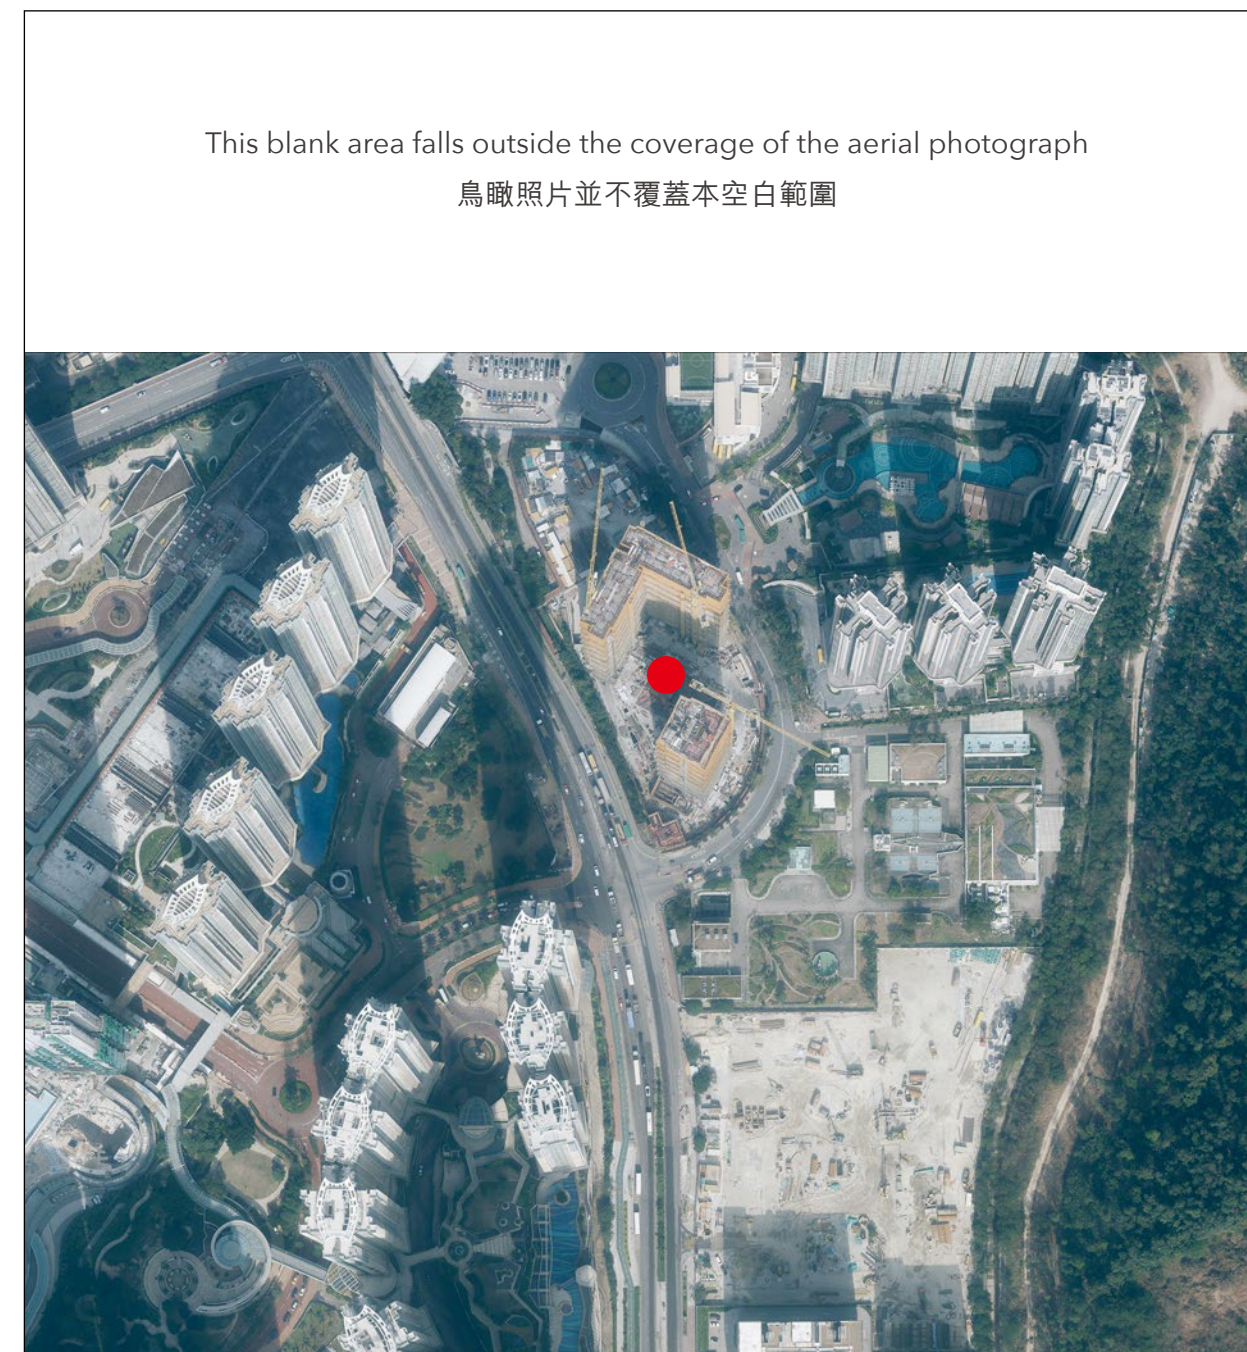 This blank area falls outside the coverage of the aerial photograph
鳥瞰照片並不覆蓋本空白範圍